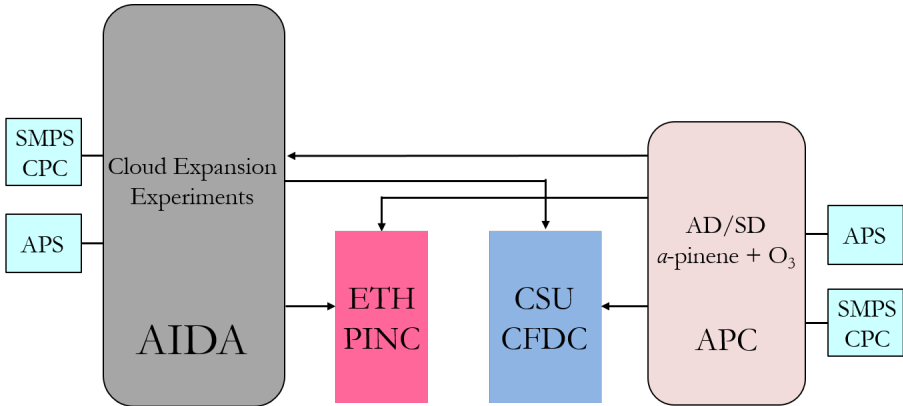 SMPS
CPC
APS
Cloud Expansion
Experiments
AIDA
ETH
PINC
CSU
CFDC
AD/SD
a-pinene + O₃
APC
APS
SMPS
CPC